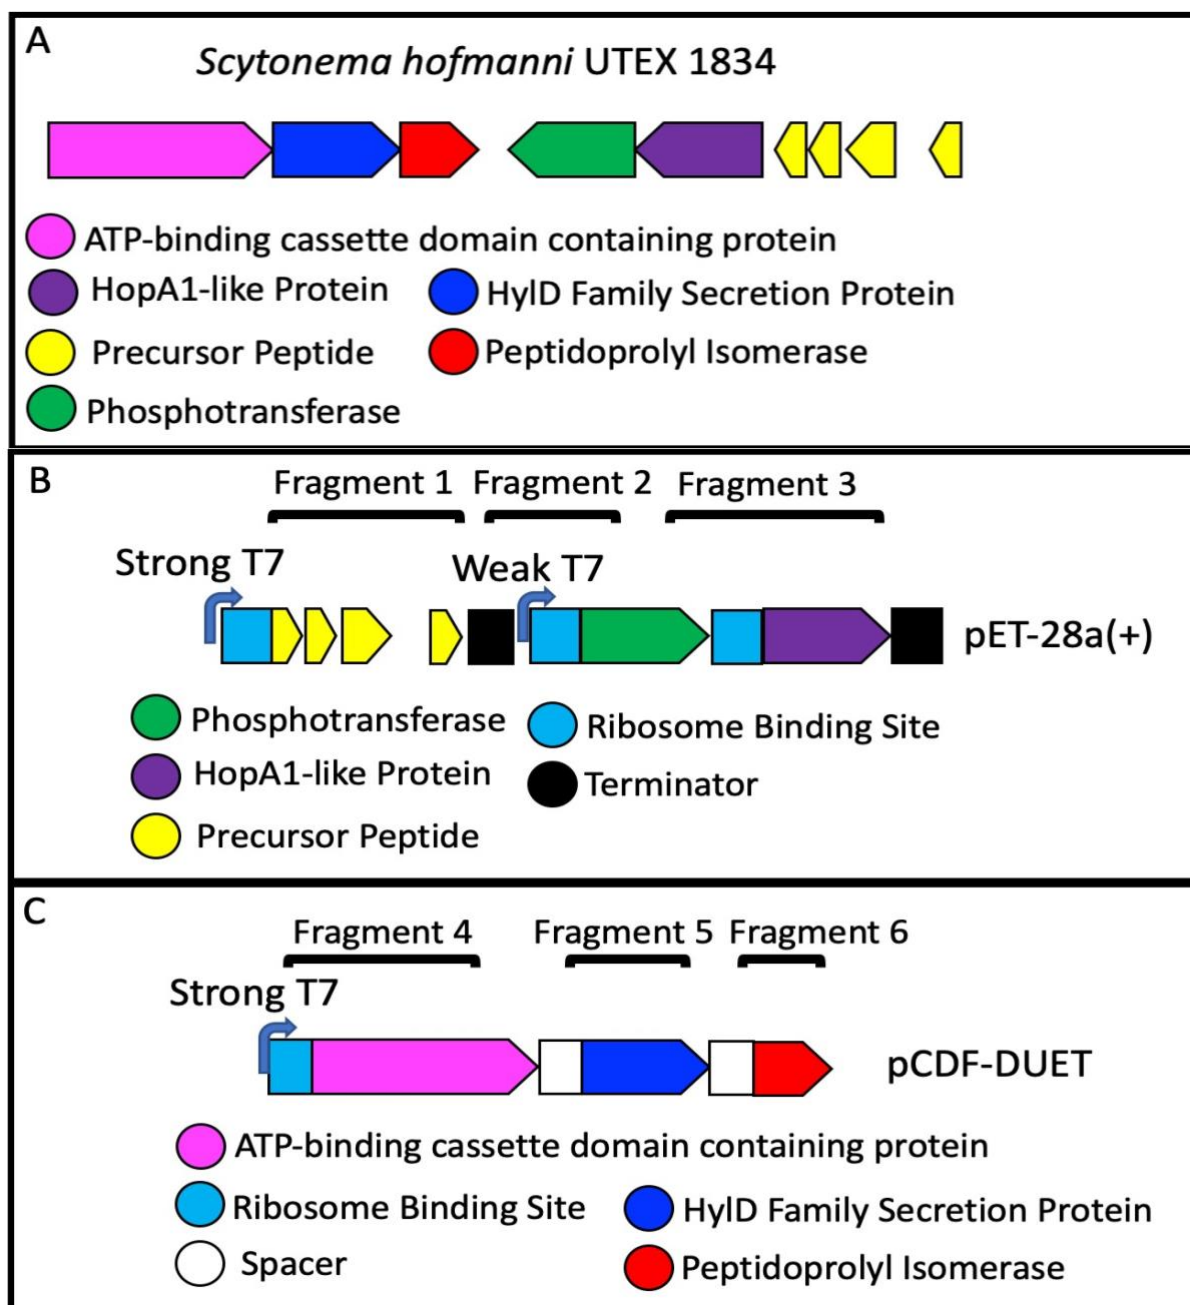 A
Scytonema hofmanni UTEX 1834
ATP-binding cassette domain containing protein
HopA1-like Protein
HylD Family Secretion Protein
Precursor Peptide
Peptidoprolyl Isomerase
Phosphotransferase
B
Fragment 1 Fragment 2 Fragment 3
Strong T7
Weak T7
pET-28a(+)
Phosphotransferase
Ribosome Binding Site
HopA1-like Protein
Terminator
Precursor Peptide
C
Fragment 4 Fragment 5 Fragment 6
Strong T7
pCDF-DUET
ATP-binding cassette domain containing protein
Ribosome Binding Site
HylD Family Secretion Protein
Spacer
Peptidoprolyl Isomerase